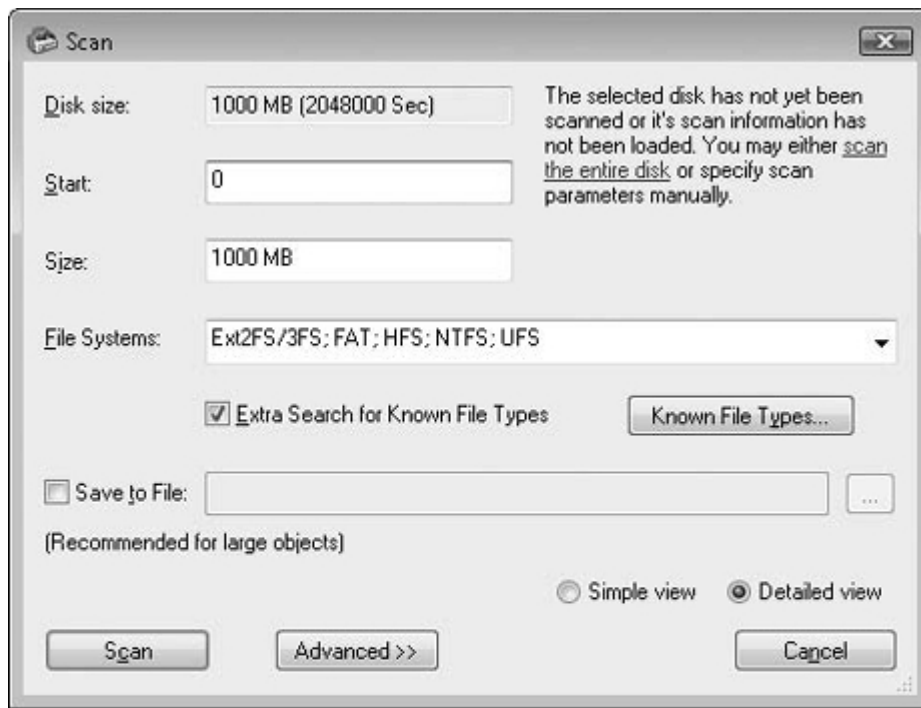 Scan
Disk size:
1000 MB (2048000 Sec)
The selected disk has not yet been
scanned or it's scan information has
not been loaded. You may either scan
the entire disk or specify scan
parameters manually.
Start:
0
Size:
1000 MB
File Systems:
Ext2FS/3FS; FAT; HFS; NTFS; UFS
Extra Search for Known File Types
Known File Types...
Save to File:
...
(Recommended for large objects)
Simple view
Detailed view
Scan
Advanced >>
Cancel